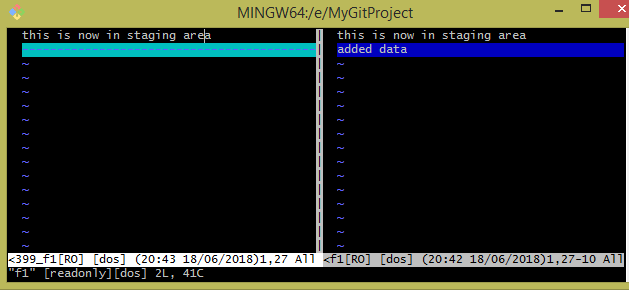 MINGW64:/e/MyGitProject
this is now in staging area
this is now in staging area
added data
~ ~
~ ~
~ ~
~ ~
~ ~
~ ~
~ ~
~ ~
~ ~
~ ~
~ ~
~ ~
~ ~
~ ~
<399_f1[RO] [dos] (20:43 18/06/2018)1,27 All <f1[RO] [dos] (20:42 18/06/2018)1,27-10 All
"f1" [readonly][dos] 2L, 41C